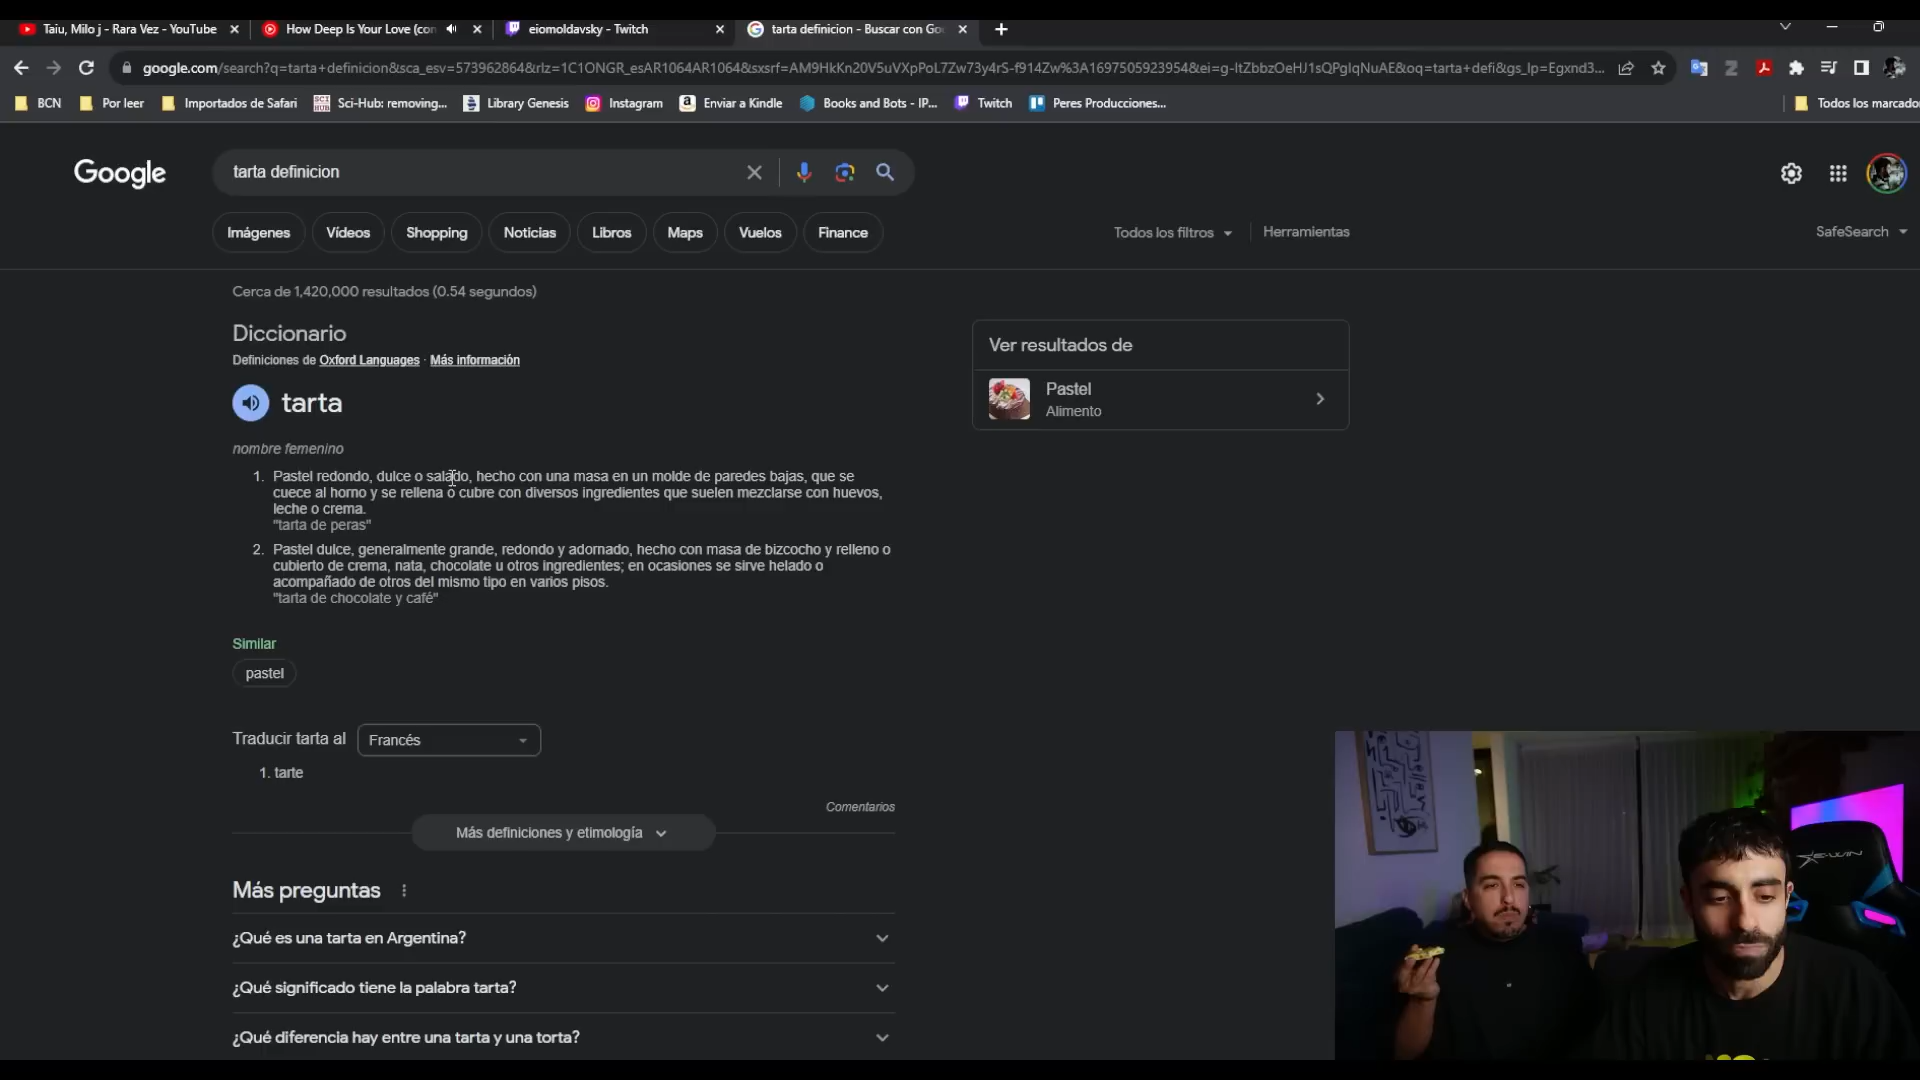 Taiu, Milo j - Rara Vez - YouTube
How Deep Is Your Love (con
eiomoldavsky - Twitch
tarta definicion - Buscar con Goo
google.com/search?q=tarta+definicion&sca_esv=573962864&rlz=1C1ONGR_esAR1064AR1064&sxsrf=AM9HkKn20V5uVXpPoL7Zw73y4rS-f914Zw%3A1697505923954&ei=g-ItZbbzOeHJ1sQPgIqNuAE&oq=tarta+defi&gs_lp=Egxnd3...
BCN
Por leer
Importados de Safari
Sci-Hub: removing...
Library Genesis
Instagram
Enviar a Kindle
Books and Bots - IP...
Twitch
Peres Producciones...
Todos los marcado
Google
tarta definicion
Imágenes
Vídeos
Shopping
Noticias
Libros
Maps
Vuelos
Finance
Todos los filtros
Herramientas
SafeSearch
Cerca de 1,420,000 resultados (0.54 segundos)
Diccionario
Definiciones de Oxford Languages · Más información
tarta
nombre femenino
1. Pastel redondo, dulce o salado, hecho con una masa en un molde de paredes bajas, que se
cuece al horno y se rellena o cubre con diversos ingredientes que suelen mezclarse con huevos,
leche o crema.
"tarta de peras"
2. Pastel dulce, generalmente grande, redondo y adornado, hecho con masa de bizcocho y relleno o
cubierto de crema, nata, chocolate u otros ingredientes; en ocasiones se sirve helado o
acompañado de otros del mismo tipo en varios pisos.
"tarta de chocolate y café"
Similar
pastel
Traducir tarta al
Francés
1. tarte
Comentarios
Más definiciones y etimología
Más preguntas
¿Qué es una tarta en Argentina?
¿Qué significado tiene la palabra tarta?
¿Qué diferencia hay entre una tarta y una torta?
Ver resultados de
Pastel
Alimento